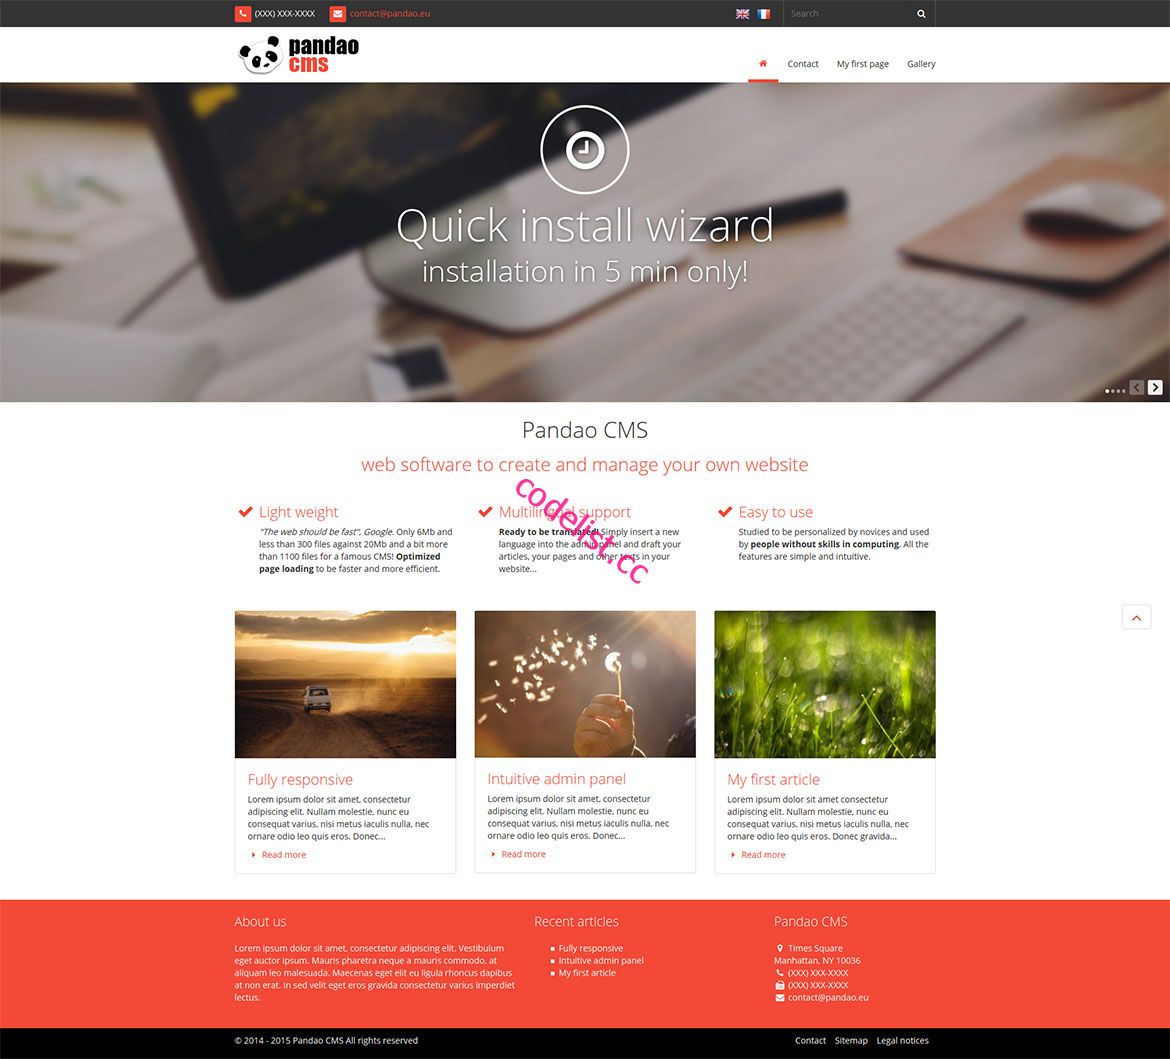 (XXX) XXX-XXXX contact@pandao.eu Search
pandao
cms
Contact My first page Gallery
Quick install wizard
installation in 5 min only!
Pandao CMS
web software to create and manage your own website
Light weight
"The web should be fast", Google. Only 6Mb and
less than 300 files against 20Mb and a bit more
than 1100 files for a famous CMS! Optimized
page loading to be faster and more efficient.
Multilingual support
Ready to be translated! Simply insert a new
language into the admin panel and draft your
articles, your pages and other texts in your
website...
codelist.cc
Easy to use
Studied to be personalized by novices and used
by people without skills in computing. All the
features are simple and intuitive.
Fully responsive
Lorem ipsum dolor sit amet, consectetur
adipiscing elit. Nullam molestie, nunc eu
consequat varius, nisi metus iaculis nulla, nec
ornare odio leo quis eros. Donec...
Read more
Intuitive admin panel
Lorem ipsum dolor sit amet, consectetur
adipiscing elit. Nullam molestie, nunc eu
consequat varius, nisi metus iaculis nulla, nec
ornare odio leo quis eros. Donec...
Read more
My first article
Lorem ipsum dolor sit amet, consectetur
adipiscing elit. Nullam molestie, nunc eu
consequat varius, nisi metus iaculis nulla, nec
ornare odio leo quis eros. Donec gravida...
Read more
About us
Lorem ipsum dolor sit amet, consectetur adipiscing elit. Vestibulum
eget auctor ipsum. Mauris pharetra neque a mauris commodo, at
aliquam leo malesuada. Maecenas eget elit eu ligula rhoncus dapibus
at non erat. In sed velit eget eros gravida consectetur varius imperdiet
lectus.
Recent articles
Fully responsive
Intuitive admin panel
My first article
Pandao CMS
Times Square
Manhattan, NY 10036
(XXX) XXX-XXXX
(XXX) XXX-XXXX
contact@pandao.eu
© 2014 - 2015 Pandao CMS All rights reserved
Contact Sitemap Legal notices